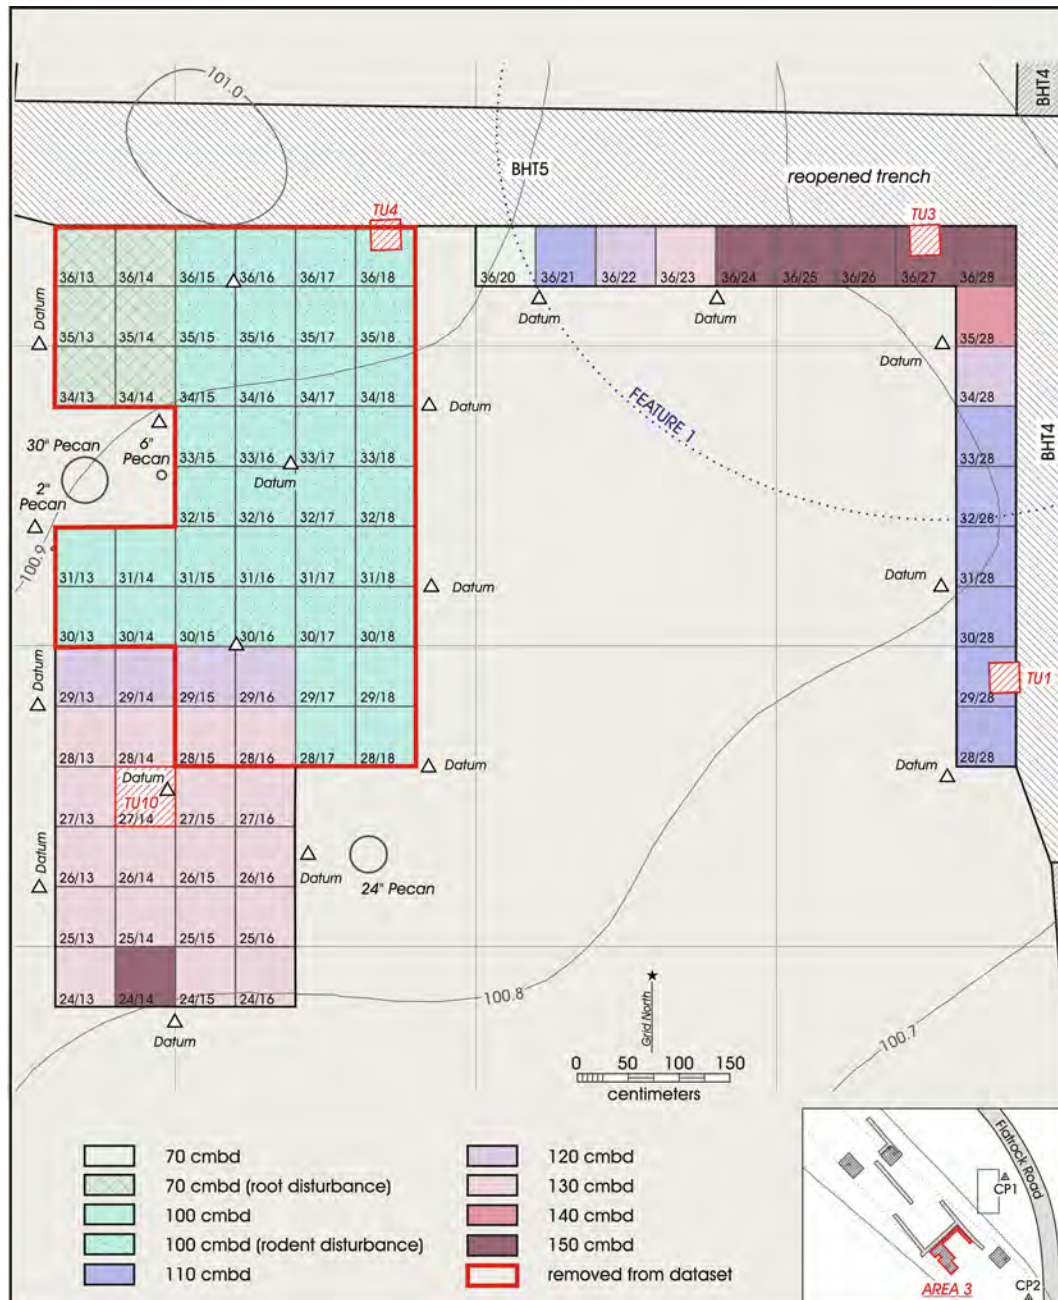 101.0
BHT4
BHT5
reopened trench
TU4
TU3
36/13 36/14 36/15 36/16 36/17 36/18 36/20 36/21 36/22 36/23 36/24 36/25 36/26 36/27 36/28
Datum
Datum
Datum
35/13 35/14 35/15 35/16 35/17 35/18 35/28
Datum
34/13 34/14 34/15 34/16 34/17 34/18 34/28
Datum
FEATURE 1
30" Pecan
6"
Pecan
BHT4
33/15 33/16 33/17 33/18 33/28
Datum
2"
Pecan
32/15 32/16 32/17 32/18 32/28
100.9
31/13 31/14 31/15 31/16 31/17 31/18 31/28
Datum
Datum
30/13 30/14 30/15 30/16 30/17 30/18 30/28
Datum
TU1
29/13 29/14 29/15 29/16 29/17 29/18 29/28
28/13 28/14 28/15 28/16 28/17 28/18 28/28
Datum
Datum
Datum
TU10
27/13 27/14 27/15 27/16
Datum
26/13 26/14 26/15 26/16
Datum
24" Pecan
25/13 25/14 25/15 25/16
24/13 24/14 24/15 24/16
100.8
Datum
Grid North
100.7
0 50 100 150
centimeters
70 cmbd
70 cmbd (root disturbance)
100 cmbd
100 cmbd (rodent disturbance)
110 cmbd
120 cmbd
130 cmbd
140 cmbd
150 cmbd
removed from dataset
Flatrock Road
CP1
AREA 3
CP2